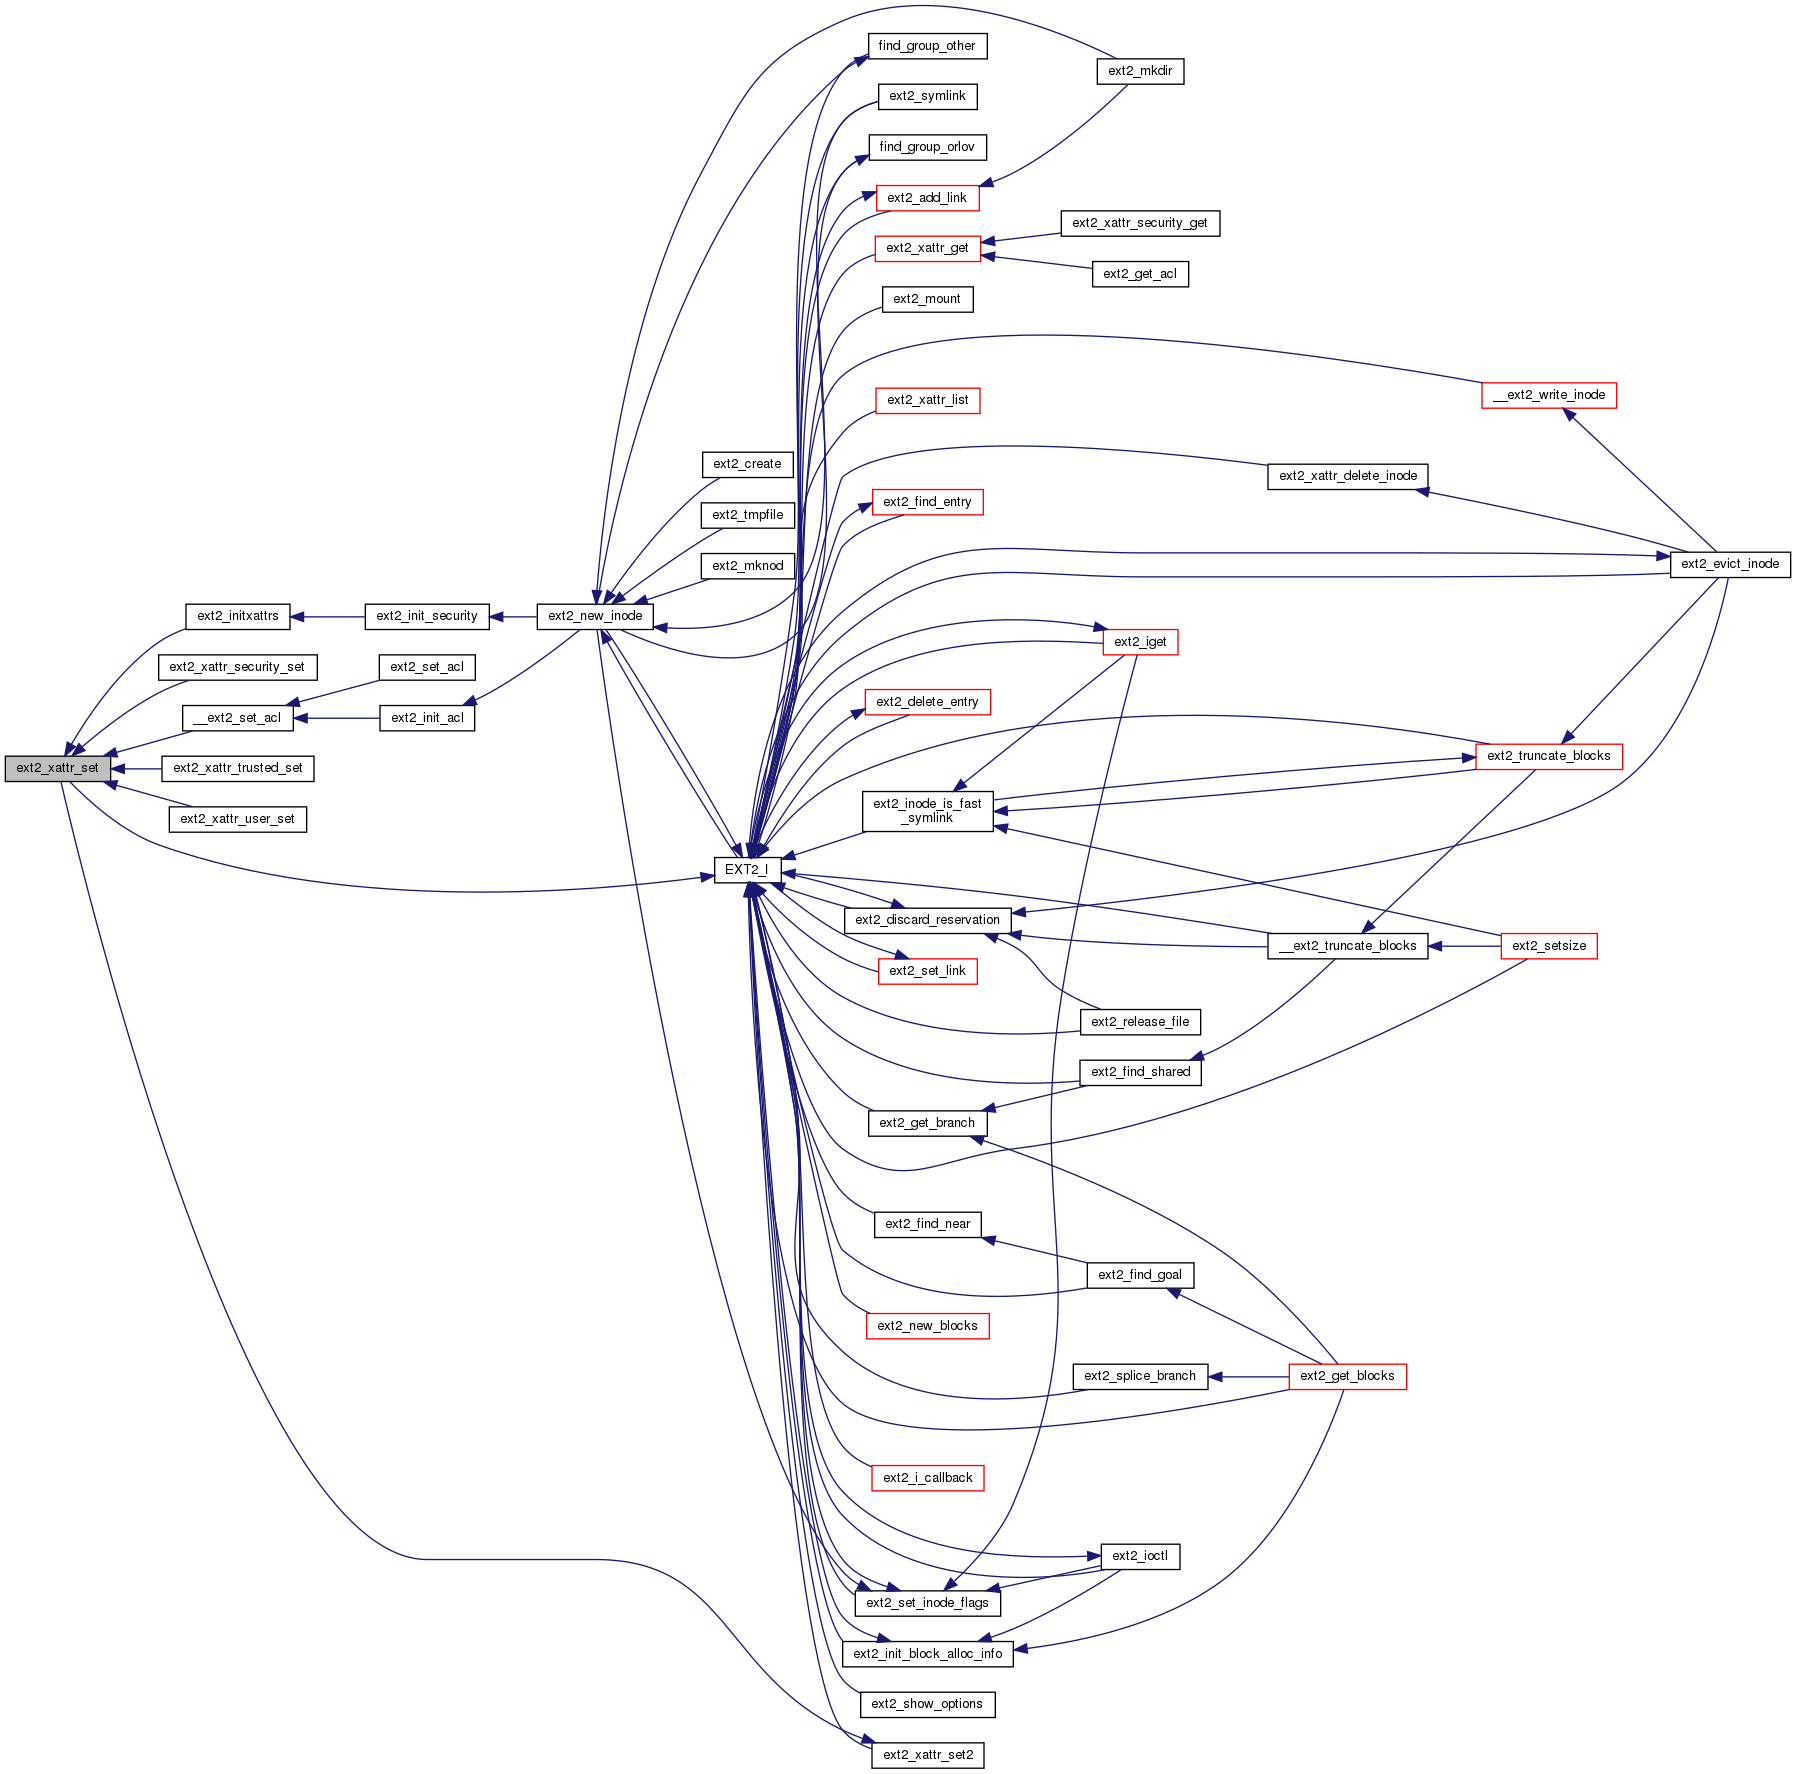 find_group_other
ext2_mkdir
ext2_symlink
find_group_orlov
ext2_add_link
ext2_xattr_security_get
ext2_xattr_get
ext2_get_acl
ext2_mount
__ext2_write_inode
ext2_xattr_list
ext2_create
ext2_xattr_delete_inode
ext2_find_entry
ext2_tmpfile
ext2_mknod
ext2_evict_inode
ext2_initxattrs
ext2_init_security
ext2_new_inode
ext2_iget
ext2_xattr_security_set
ext2_set_acl
ext2_delete_entry
__ext2_set_acl
ext2_init_acl
ext2_truncate_blocks
ext2_xattr_set
ext2_xattr_trusted_set
ext2_inode_is_fast
_symlink
ext2_xattr_user_set
EXT2_I
ext2_discard_reservation
__ext2_truncate_blocks
ext2_setsize
ext2_set_link
ext2_release_file
ext2_find_shared
ext2_get_branch
ext2_find_near
ext2_find_goal
ext2_new_blocks
ext2_splice_branch
ext2_get_blocks
ext2_i_callback
ext2_ioctl
ext2_set_inode_flags
ext2_init_block_alloc_info
ext2_show_options
ext2_xattr_set2